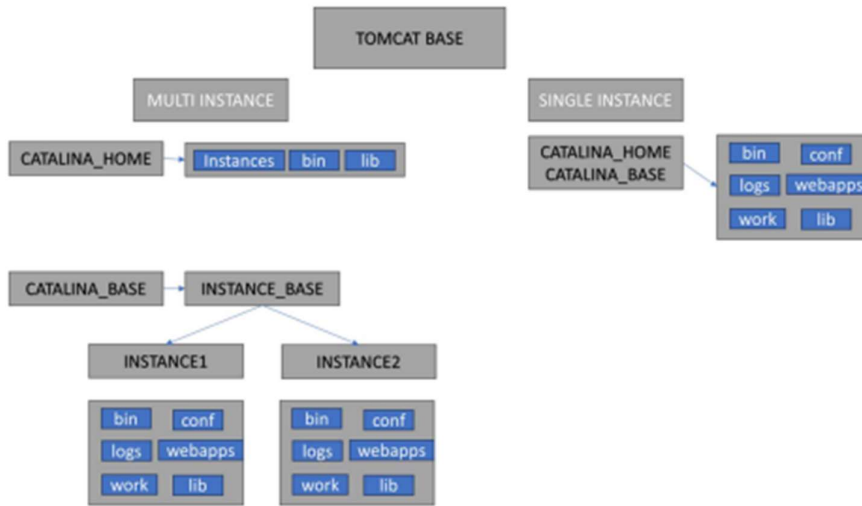 TOMCAT BASE
MULTI INSTANCE
SINGLE INSTANCE
CATALINA_HOME
Instances bin lib
CATALINA_HOME
CATALINA_BASE
bin conf
logs webapps
work lib
CATALINA_BASE
INSTANCE_BASE
INSTANCE1
INSTANCE2
bin conf
logs webapps
work lib
bin conf
logs webapps
work lib